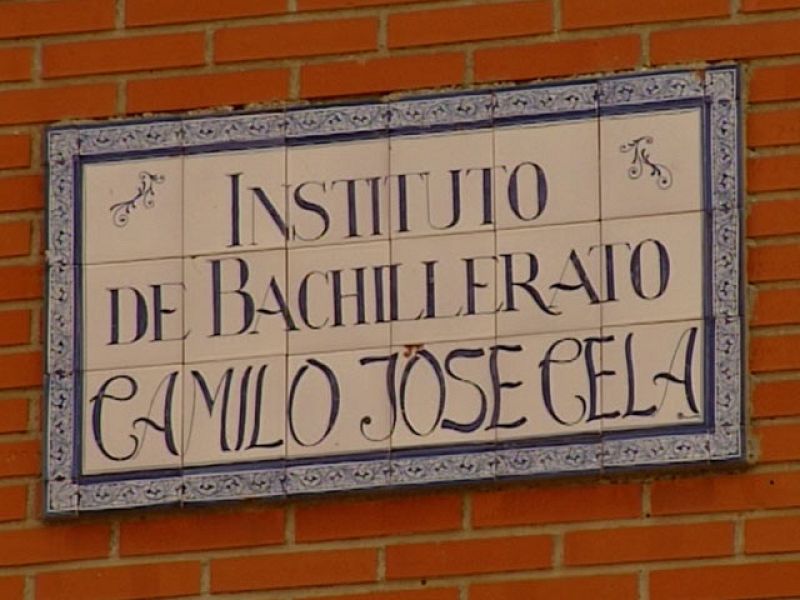 INSTITUTO
DE BACHILLERATO
CAMILO JOSE CELA